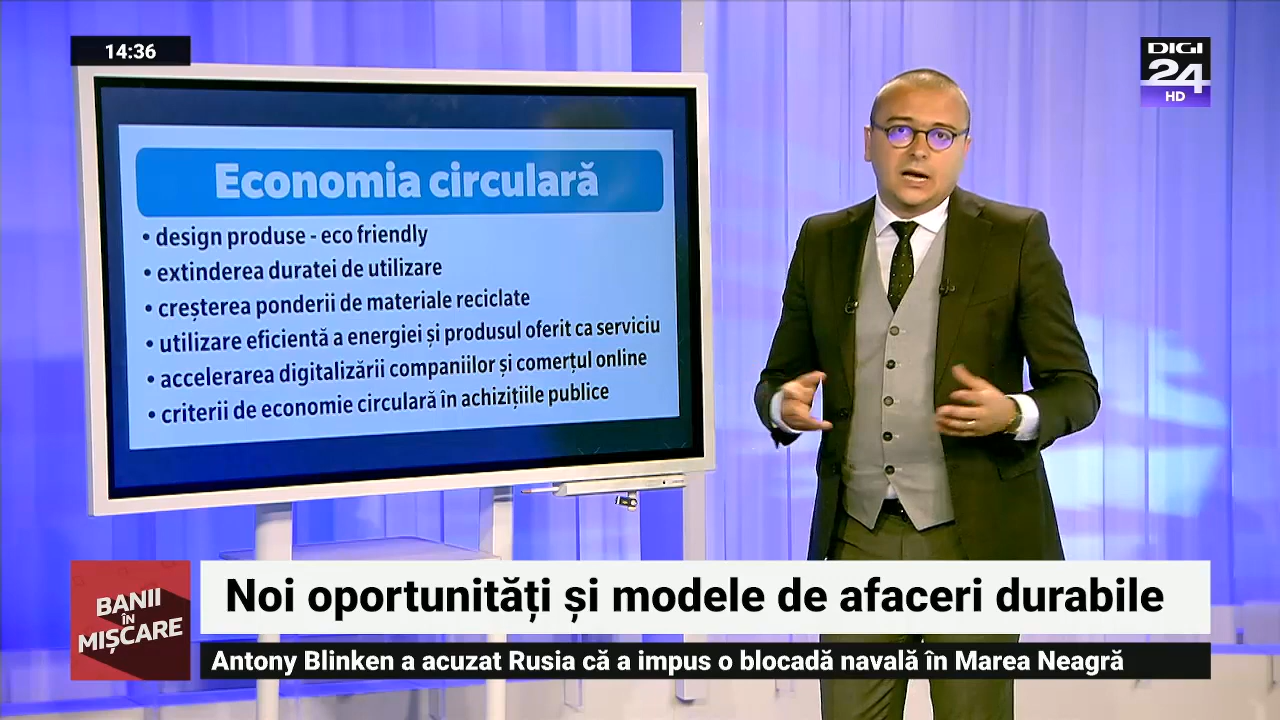 14:36
DIGI
24
HD
Economia circulară
• design produse - eco friendly
• extinderea duratei de utilizare
• creșterea ponderii de materiale reciclate
• utilizare eficientă a energiei și produsul oferit ca serviciu
• accelerarea digitalizării companiilor și comerțul online
• criterii de economie circulară în achizițiile publice
BANII
ÎN
MIȘCARE
Noi oportunități și modele de afaceri durabile
Antony Blinken a acuzat Rusia că a impus o blocadă navală în Marea Neagră